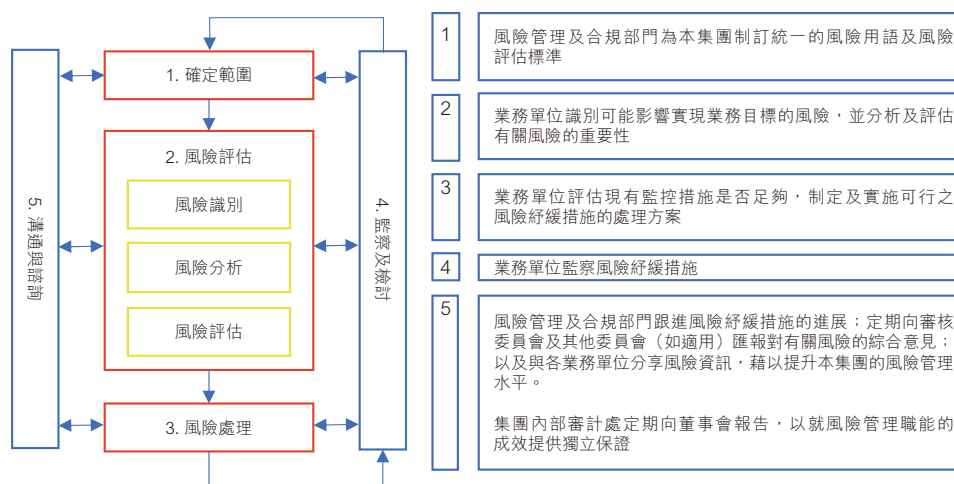 1. 確定範圍
2. 風險評估
風險識別
風險分析
風險評估
3. 風險處理
5. 溝通與諮詢
4. 監察及檢討
1
風險管理及合規部門為本集團制訂統一的風險用語及風險
評估標準
2
業務單位識別可能影響實現業務目標的風險，並分析及評估
有關風險的重要性
3
業務單位評估現有監控措施是否足夠，制定及實施可行之
風險紓緩措施的處理方案
4
業務單位監察風險紓緩措施
5
風險管理及合規部門跟進風險紓緩措施的進展；定期向審核
委員會及其他委員會（如適用）匯報對有關風險的綜合意見；
以及與各業務單位分享風險資訊，藉以提升本集團的風險管理
水平。
集團內部審計處定期向董事會報告，以就風險管理職能的
成效提供獨立保證